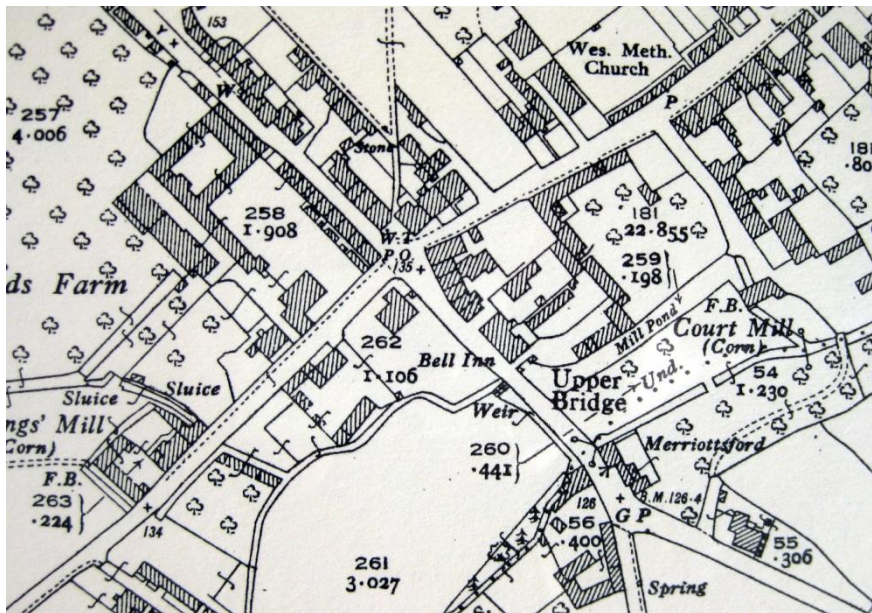 153
Y +
Wes. Meth.
Church
257
4.006
W
P
Stone
181
.80
258
1.908
181
22.855
W.T
P.O.
135 +
259
.198
ds Farm
F.B.
Mill Pond
Court Mill
(Corn)
262
1.106
Bell Inn
Sluice
Sluice
Upper
Bridge
Und.
54
1.230
Weir
ngs' Mill
Corn)
260
.441
Merriottsford
F.B.
263
.224
134
128
B.M.126.4
G P
56
.400
55
.306
261
3.027
Spring